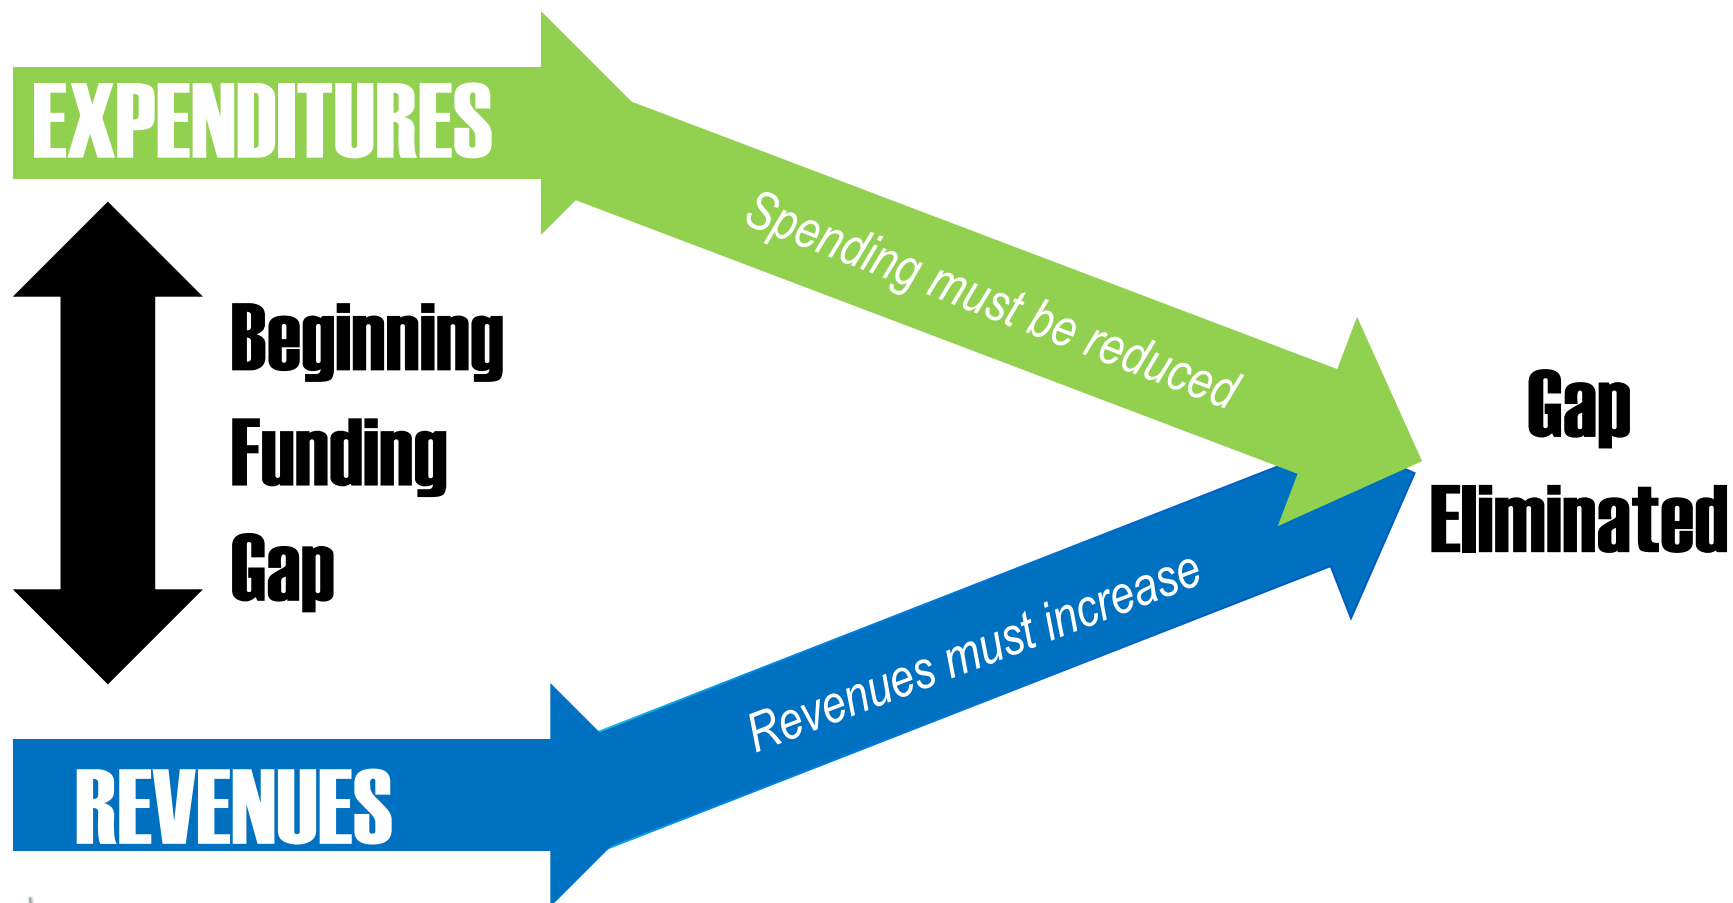 EXPENDITURES
Spending must be reduced
Beginning
Funding
Gap
Gap
Eliminated
Revenues must increase
REVENUES